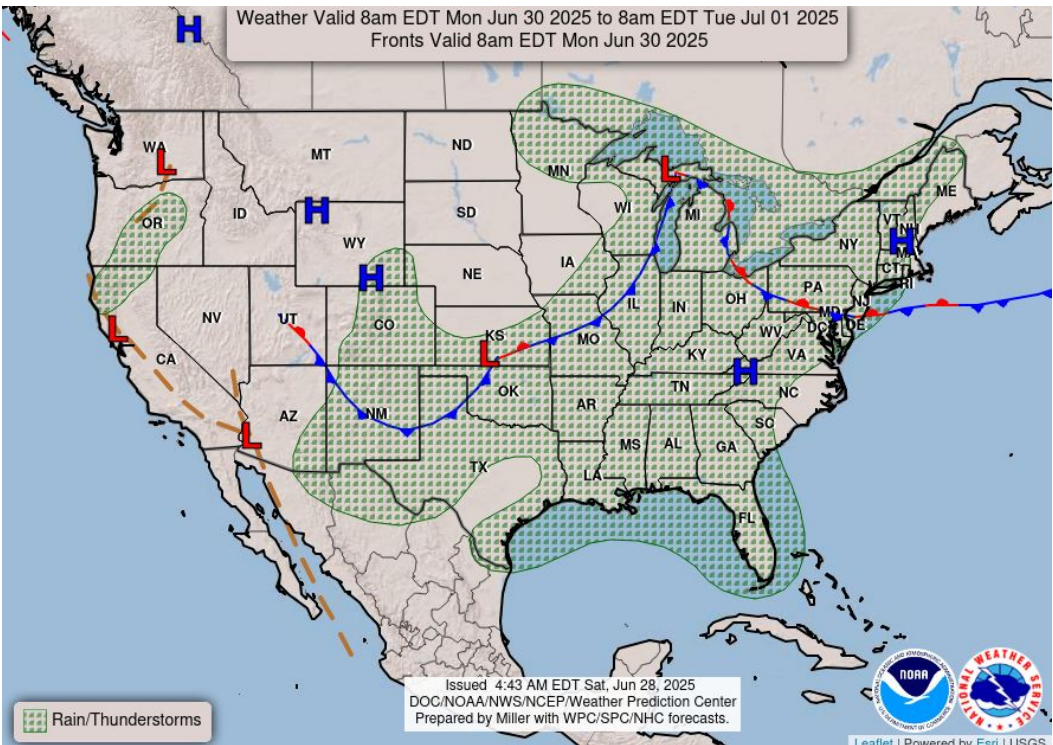 Weather Valid 8am EDT Mon Jun 30 2025 to 8am EDT Tue Jul 01 2025
Fronts Valid 8am EDT Mon Jun 30 2025
H
WA
L
MT
ND
MN
L
ME
OR
ID
H
SD
WI
MI
VT
NH
H
MA
WY
NY
CT
RI
H
NE
IA
PA
NJ
NV
UT
CO
IL
IN
OH
MD
DE
DC
L
CA
KS
L
MO
WV
VA
KY
H
AZ
NM
OK
AR
TN
NC
L
TX
MS
AL
GA
SC
LA
FL
Rain/Thunderstorms
Issued 4:43 AM EDT Sat, Jun 28, 2025
DOC/NOAA/NWS/NCEP/Weather Prediction Center
Prepared by Miller with WPC/SPC/NHC forecasts.
NOAA
NATIONAL WEATHER SERVICE
Leaflet | Powered by Esri | USGS